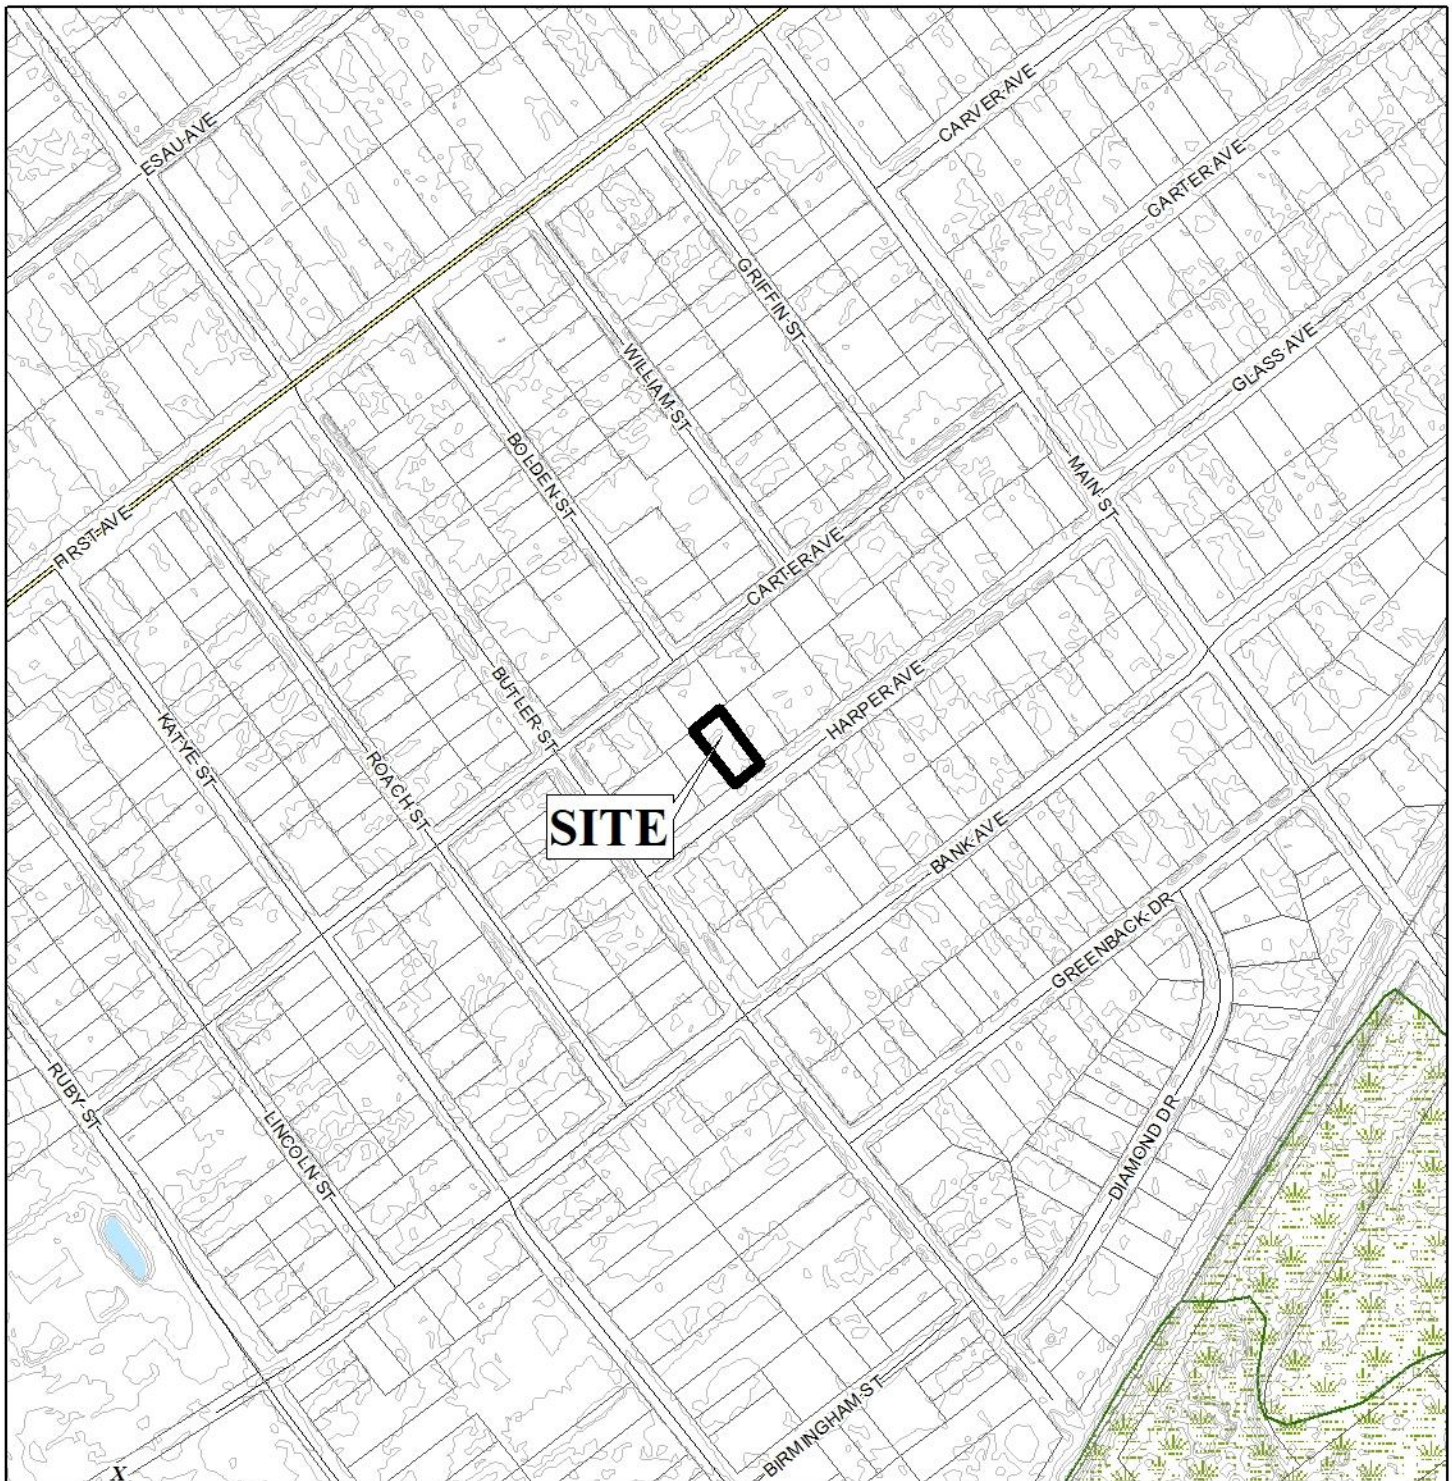 CARVER AVE
ESAU AVE
CARTER AVE
GRIFFIN ST
GLASS AVE
WILLIAM ST
BOLDEN ST
MAIN ST
FIRST AVE
CARTER AVE
HARPER AVE
BUTLER ST
KATYE ST
ROACH ST
SITE
BANK AVE
GREENBACK DR
RUBY ST
LINCOLN ST
DIAMOND DR
BIRMINGHAM ST
X